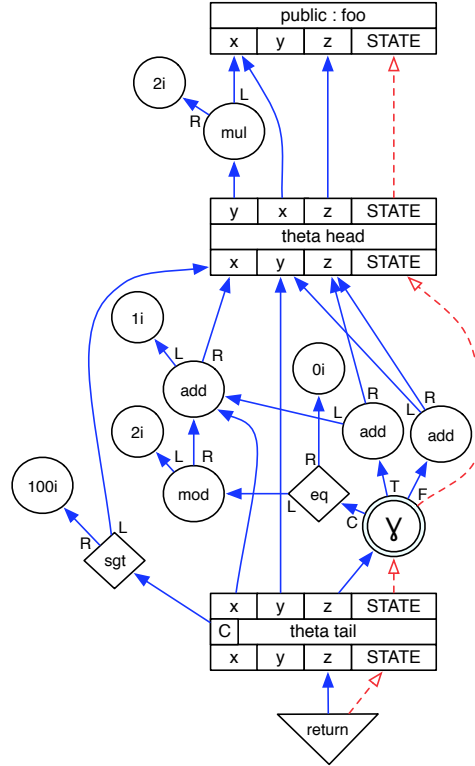 public : foo
x y z STATE
2i
L
R
mul
y x z STATE
theta head
x y z STATE
1i
L R
add
0i
2i
L R
mod
R
L
eq
L R
add
L R
add
100i
R L
sgt
T F
C
γ
x y z STATE
C theta tail
x y z STATE
return